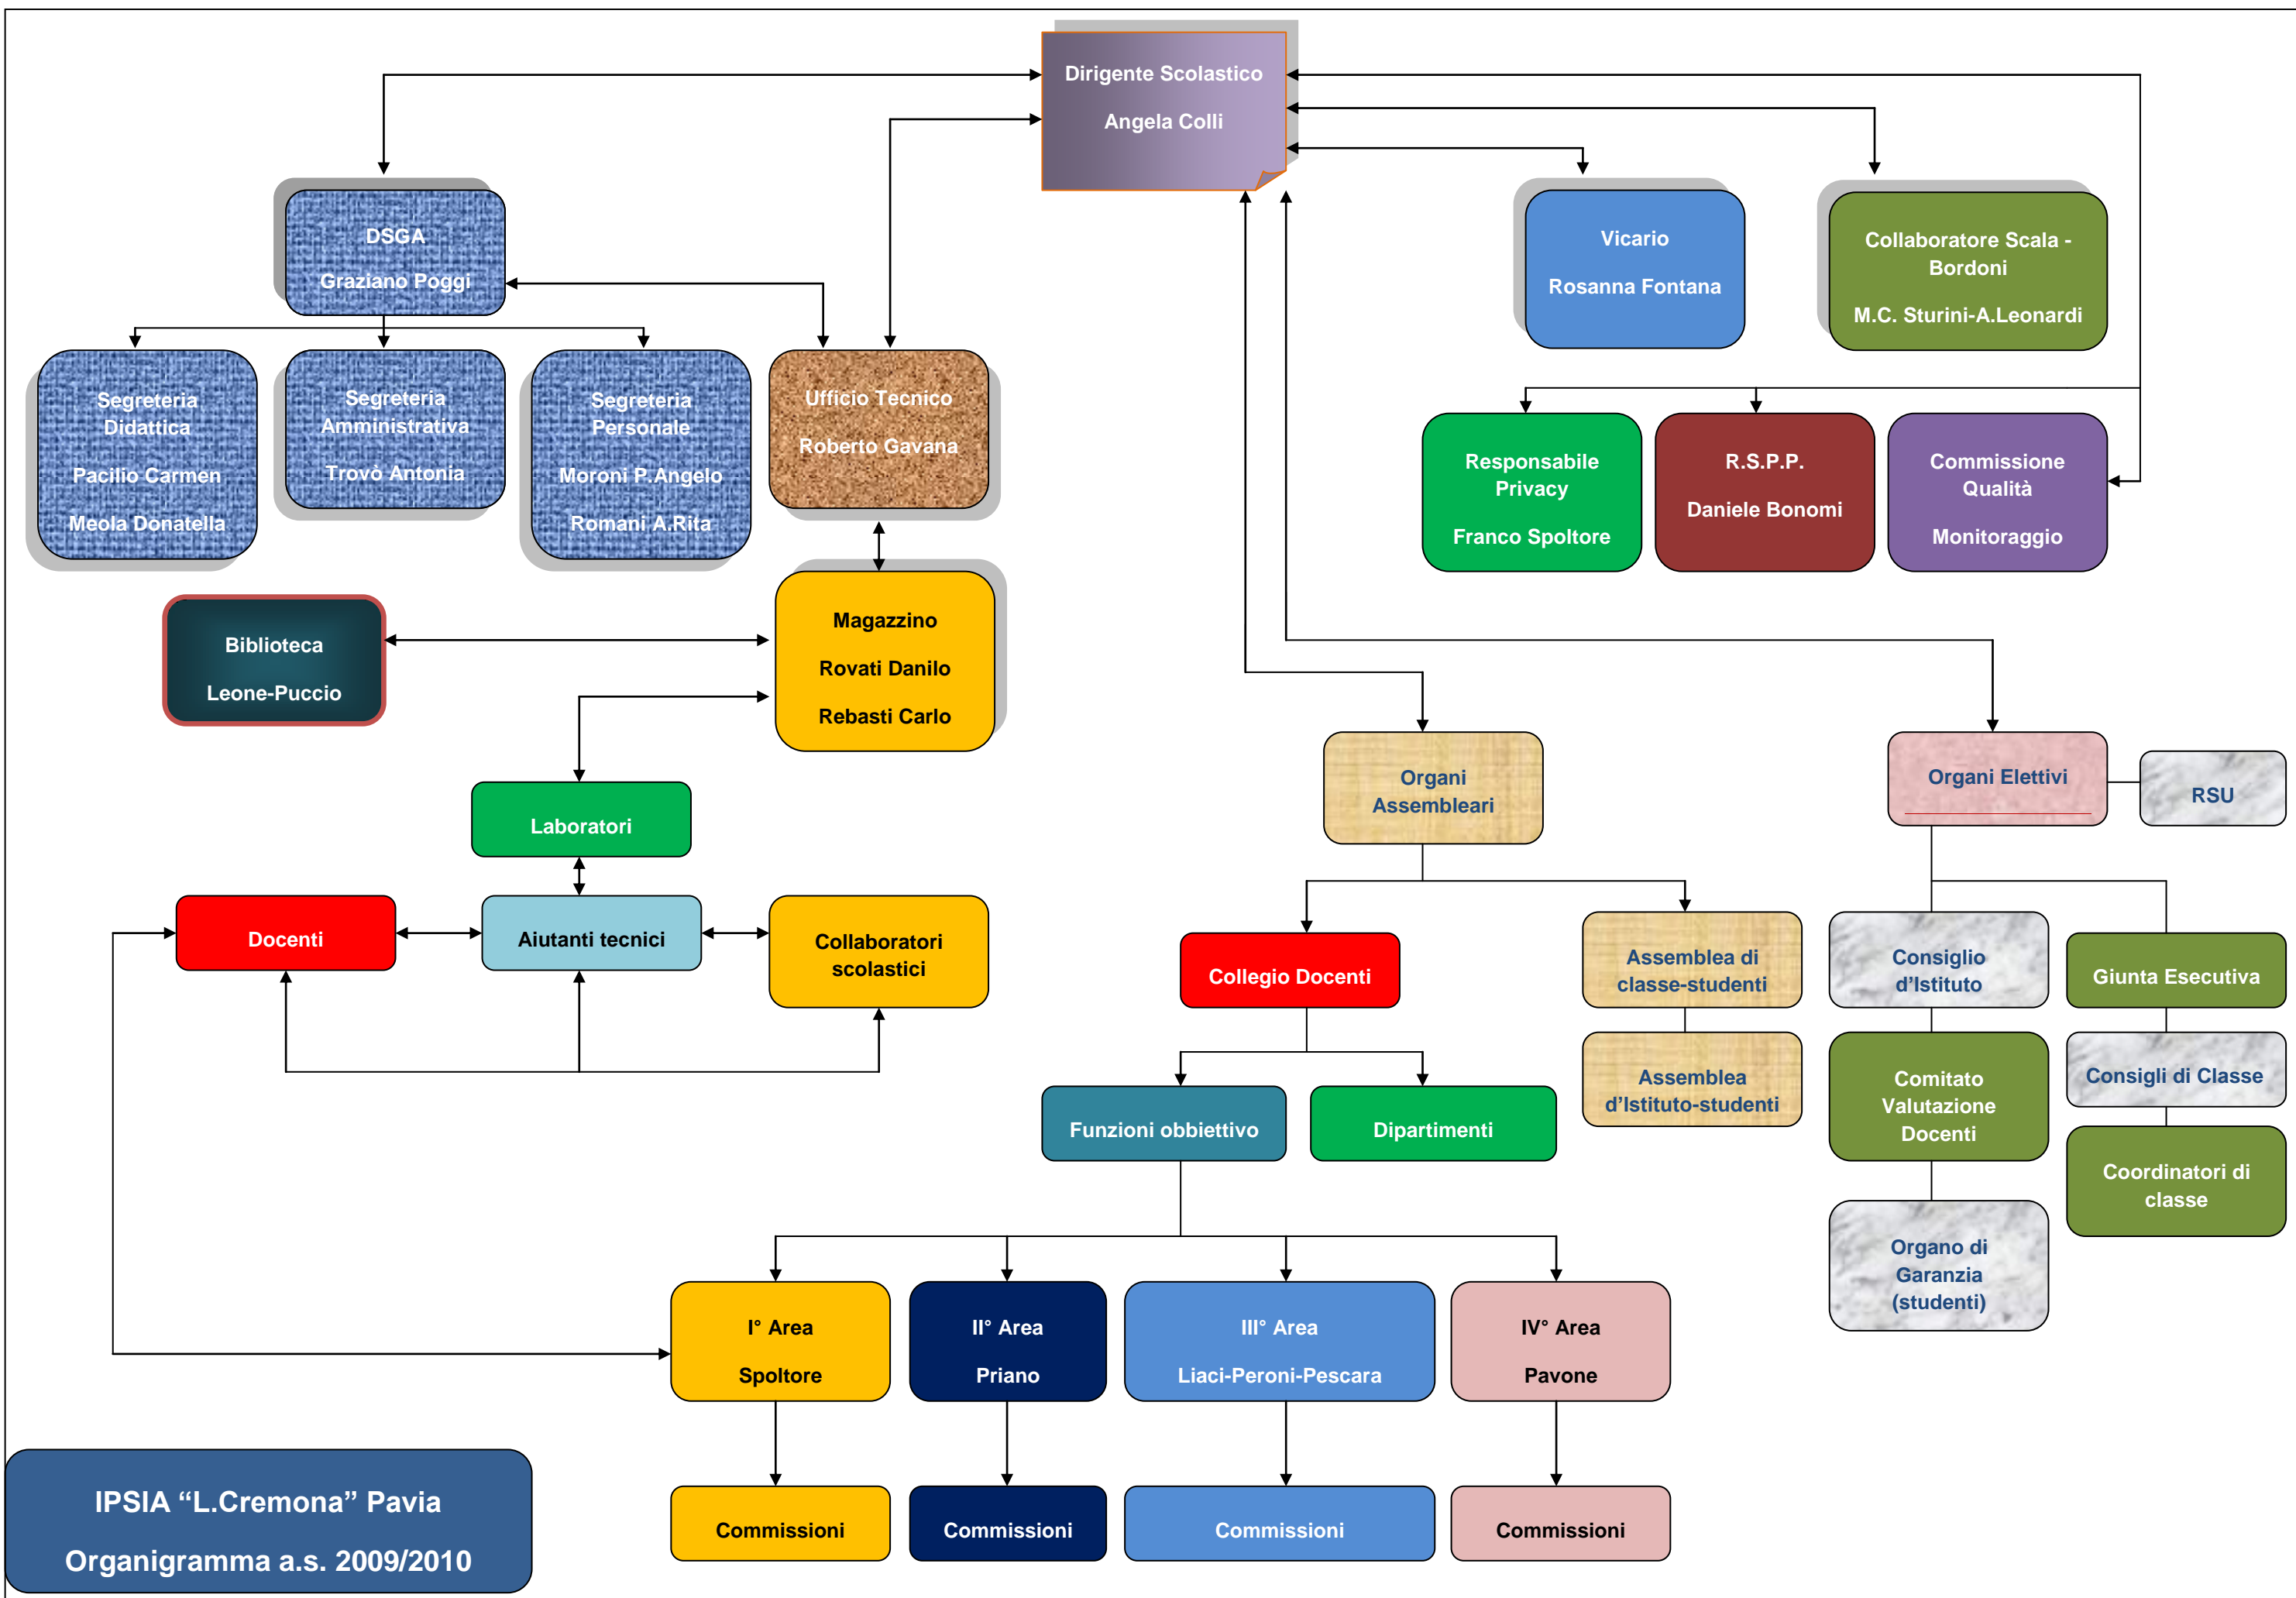 Dirigente Scolastico
Angela Colli
DSGA
Graziano Poggi
Vicario
Rosanna Fontana
Collaboratore Scala -
Bordoni
M.C. Sturini-A.Leonardi
Segreteria
Didattica
Pacilio Carmen
Meola Donatella
Segreteria
Amministrativa
Trovò Antonia
Segreteria
Personale
Moroni P.Angelo
Romani A.Rita
Ufficio Tecnico
Roberto Gavana
Responsabile
Privacy
Franco Spoltore
R.S.P.P.
Daniele Bonomi
Commissione
Qualità
Monitoraggio
Biblioteca
Leone-Puccio
Magazzino
Rovati Danilo
Rebasti Carlo
Organi
Assembleari
Organi Elettivi
RSU
Laboratori
Docenti
Aiutanti tecnici
Collaboratori
scolastici
Collegio Docenti
Assemblea di
classe-studenti
Consiglio
d’Istituto
Giunta Esecutiva
Funzioni obbiettivo
Dipartimenti
Assemblea
d’Istituto-studenti
Comitato
Valutazione
Docenti
Consigli di Classe
Coordinatori di
classe
Organo di
Garanzia
(studenti)
I° Area
Spoltore
II° Area
Priano
III° Area
Liaci-Peroni-Pescara
IV° Area
Pavone
Commissioni
Commissioni
Commissioni
Commissioni
IPSIA “L.Cremona” Pavia
Organigramma a.s. 2009/2010